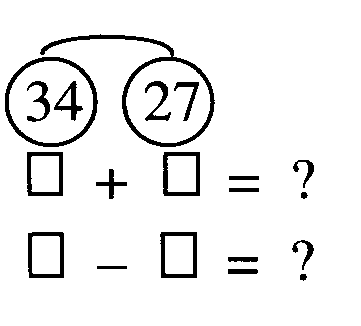 34 27
□ + □ = ?
□ − □ = ?